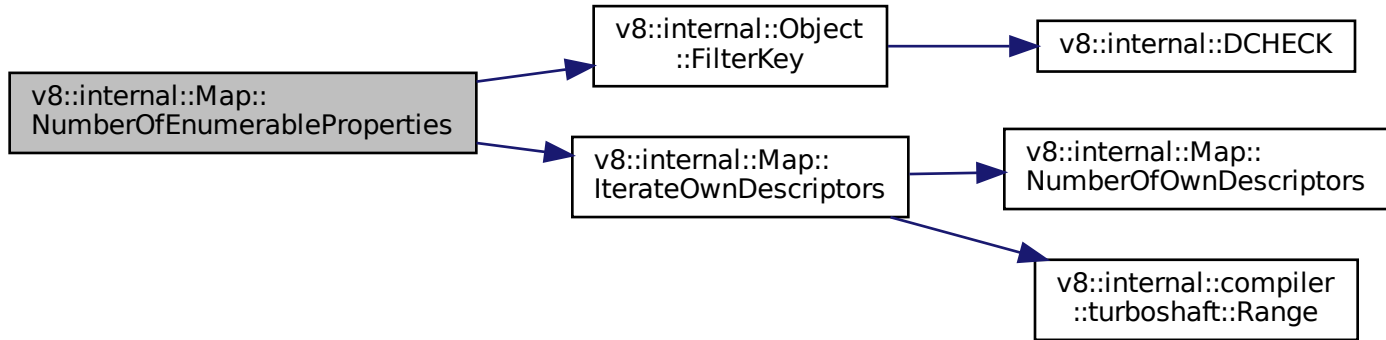 v8::internal::Map::
NumberOfEnumerableProperties
v8::internal::Object
::FilterKey
v8::internal::DCHECK
v8::internal::Map::
IterateOwnDescriptors
v8::internal::Map::
NumberOfOwnDescriptors
v8::internal::compiler
::turboshaft::Range